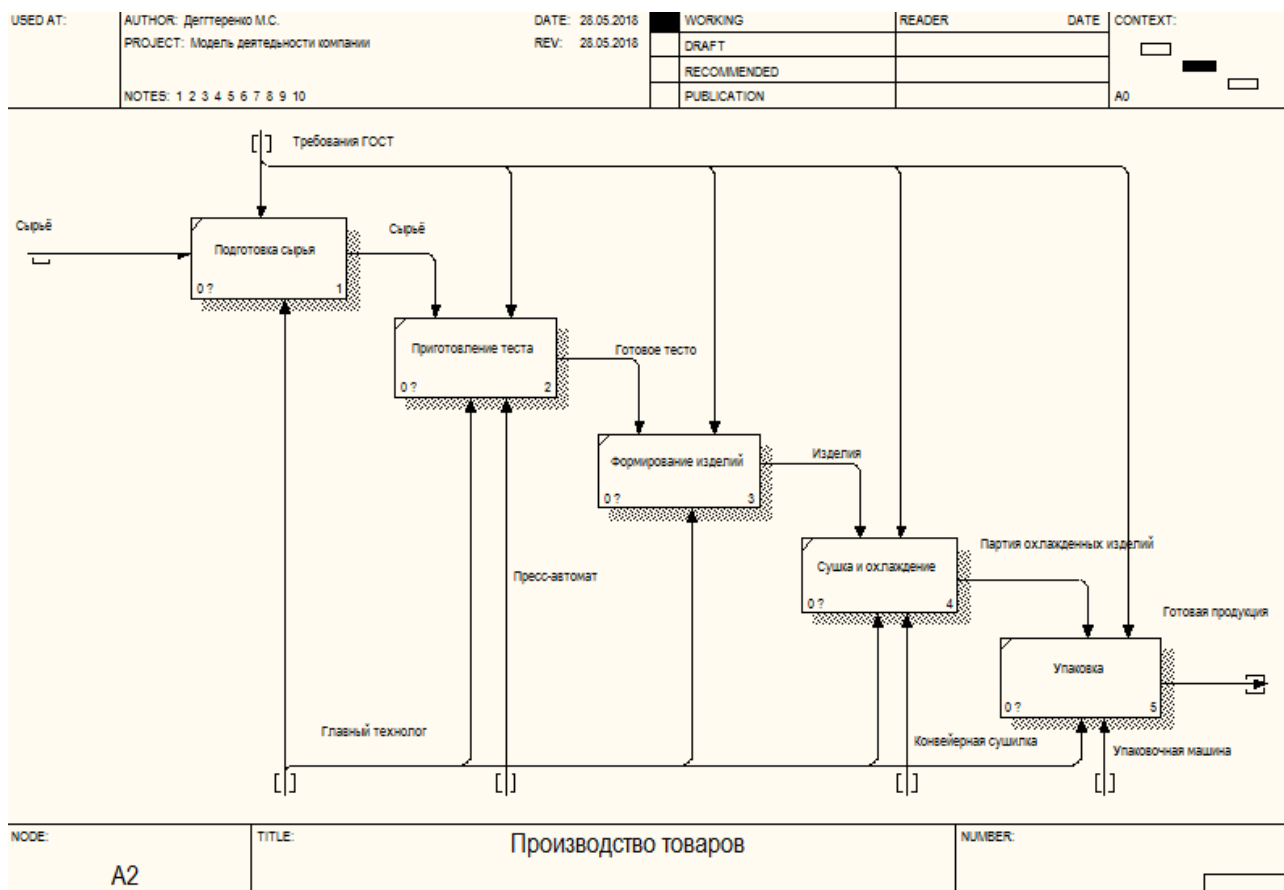 USED AT:
AUTHOR: Дегттеренко М.С.
DATE: 28.05.2018
WORKING
READER
DATE
CONTEXT:
PROJECT: Модель деятедьности компании
REV: 28.05.2018
DRAFT
RECOMMENDED
NOTES: 1 2 3 4 5 6 7 8 9 10
PUBLICATION
A0
Требования ГОСТ
Сырьё
Сырьё
Подготовка сырья
0 ?
1
Приготовление теста
0 ?
2
Готовое тесто
Формирование изделий
0 ?
3
Изделия
Партия охлажденных изделий
Сушка и охлаждение
0 ?
4
Пресс-автомат
Готовая продукция
Упаковка
0 ?
5
Главный технолог
Конвейерная сушилка
Упаковочная машина
NODE:
A2
TITLE:
Производство товаров
NUMBER: